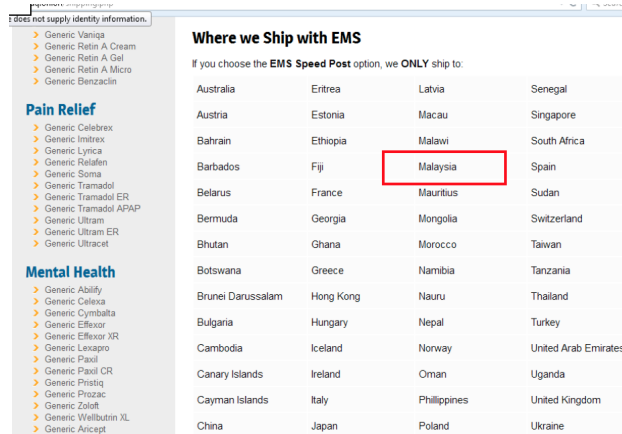 e does not supply identity information.
Generic Vaniqa
Generic Retin A Cream
Generic Retin A Gel
Generic Retin A Micro
Generic Benzaclin
Pain Relief
Generic Celebrex
Generic Imitrex
Generic Lyrica
Generic Relafen
Generic Soma
Generic Tramadol
Generic Tramadol ER
Generic Tramadol APAP
Generic Ultram
Generic Ultram ER
Generic Ultracet
Mental Health
Generic Abilify
Generic Celexa
Generic Cymbalta
Generic Effexor
Generic Effexor XR
Generic Lexapro
Generic Paxil
Generic Paxil CR
Generic Pristiq
Generic Prozac
Generic Zoloft
Generic Wellbutrin XL
Generic Aricept
Where we Ship with EMS
If you choose the EMS Speed Post option, we ONLY ship to:
Australia Eritrea Latvia Senegal
Austria Estonia Macau Singapore
Bahrain Ethiopia Malawi South Africa
Barbados Fiji Malaysia Spain
Belarus France Mauritius Sudan
Bermuda Georgia Mongolia Switzerland
Bhutan Ghana Morocco Taiwan
Botswana Greece Namibia Tanzania
Brunei Darussalam Hong Kong Nauru Thailand
Bulgaria Hungary Nepal Turkey
Cambodia Iceland Norway United Arab Emirates
Canary Islands Ireland Oman Uganda
Cayman Islands Italy Phillippines United Kingdom
China Japan Poland Ukraine